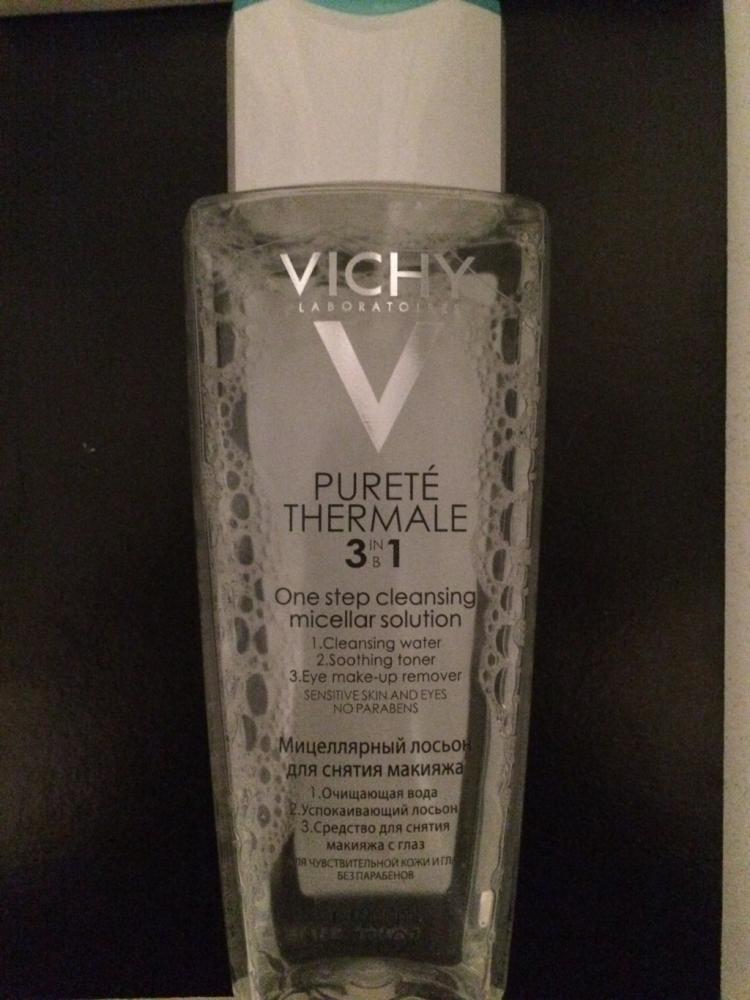 VICHY
LABORATOIRES
PURETÉ
THERMALE
3 IN В 1
One step cleansing
micellar solution
1.Cleansing water
2.Soothing toner
3.Eye make-up remover
SENSITIVE SKIN AND EYES
NO PARABENS
Мицеллярный лосьон
для снятия макияжа
1.Очищающая вода
2.Успокаивающий лосьон
3.Средство для снятия
макияжа с глаз
ЧУВСТВИТЕЛЬНОЙ КОЖИ И
БЕЗ ПАРАБЕНОВ